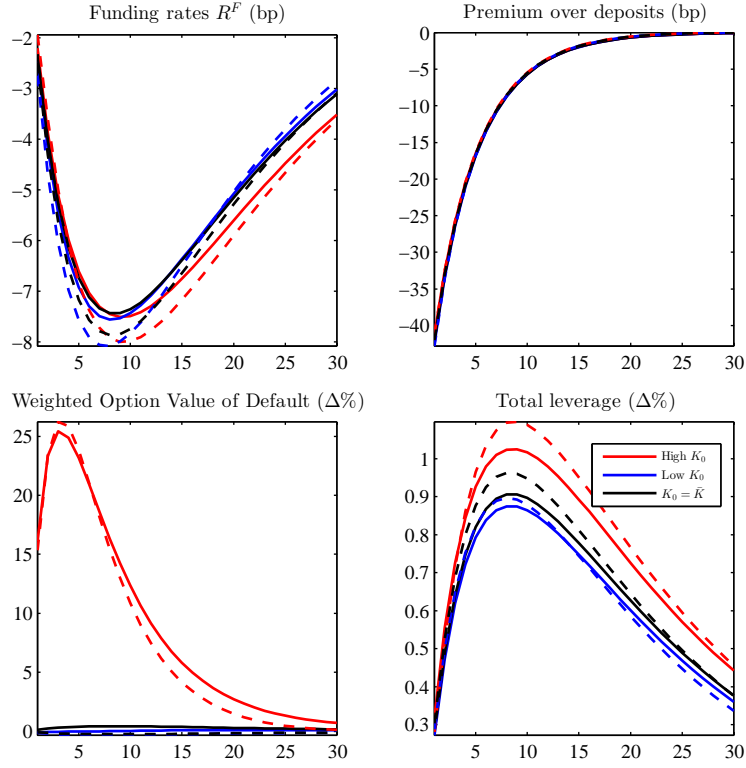 Funding rates R^F (bp)
Premium over deposits (bp)
−2
−3
−4
−5
−6
−7
−8
5 10 15 20 25 30
0
−5
−10
−15
−20
−25
−30
−35
−40
5 10 15 20 25 30
Weighted Option Value of Default (Δ%)
Total leverage (Δ%)
25
20
15
10
5
0
5 10 15 20 25 30
1
0.9
0.8
0.7
0.6
0.5
0.4
0.3
High K₀
Low K₀
K₀ = K̄
5 10 15 20 25 30